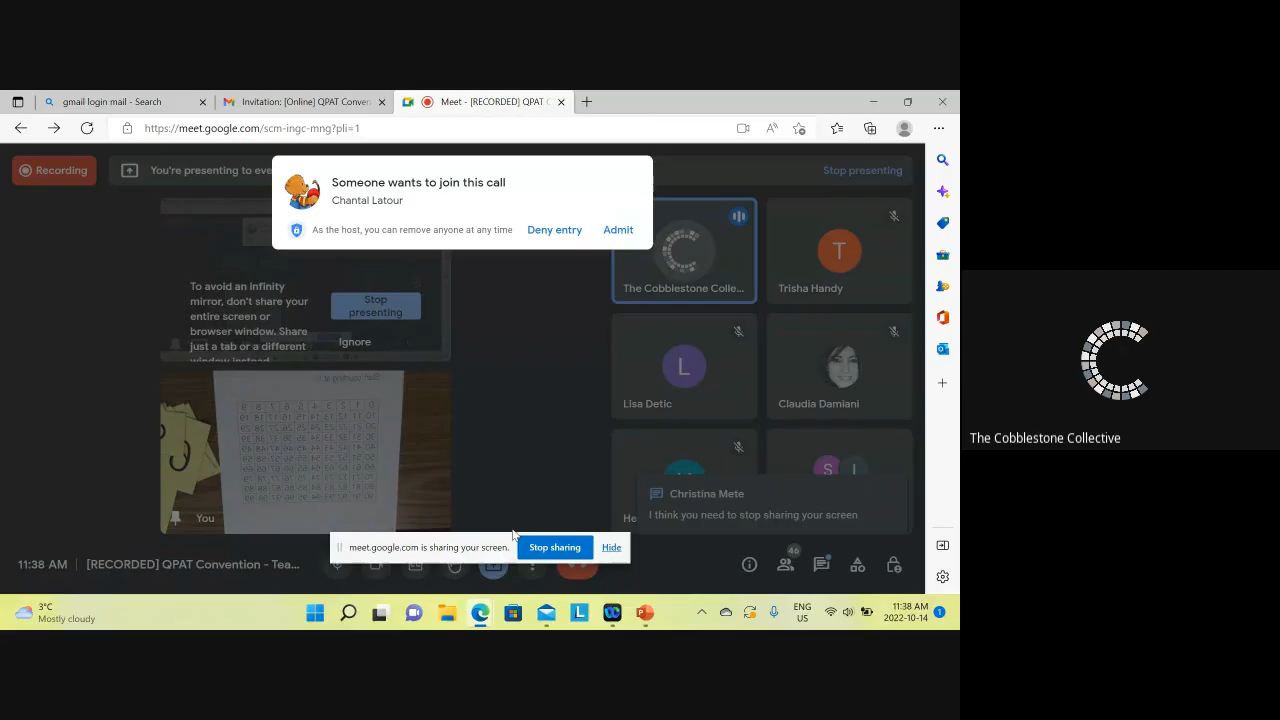 gmail login mail - Search
Invitation: [Online] QPAT Conven
Meet - [RECORDED] QPAT C
https://meet.google.com/scm-ingc-mng?pli=1
Recording
You're presenting to eve
Stop presenting
Someone wants to join this call
Chantal Latour
As the host, you can remove anyone at any time
Deny entry
Admit
To avoid an infinity
mirror, don't share your
entire screen or
browser window. Share
just a tab or a different
window instead.
Stop
presenting
Ignore
The Cobblestone Colle...
T
Trisha Handy
L
Lisa Detic
Claudia Damiani
S
He
Christina Mete
I think you need to stop sharing your screen
You
meet.google.com is sharing your screen.
Stop sharing
Hide
11:38 AM
[RECORDED] QPAT Convention - Tea...
46
3°C
Mostly cloudy
ENG
US
11:38 AM
2022-10-14
1
The Cobblestone Collective